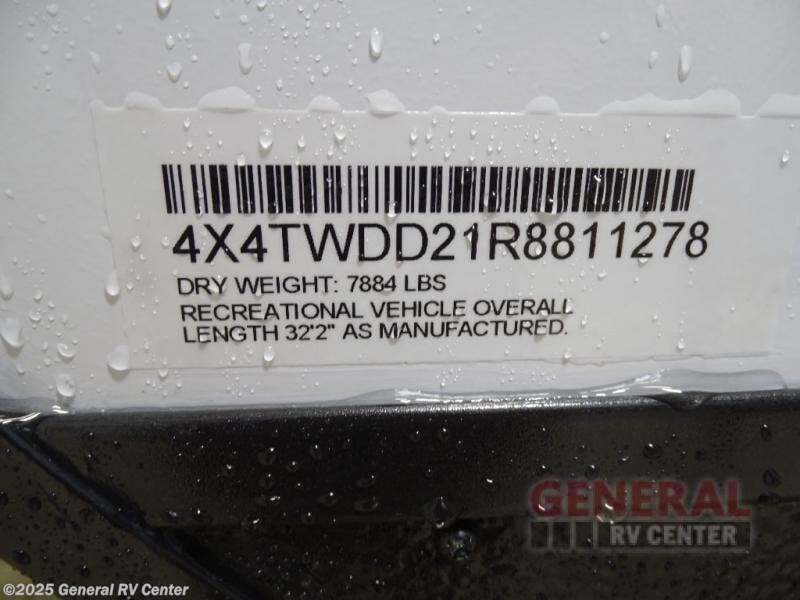 4X4TWDD21R8811278
DRY WEIGHT: 7884 LBS
RECREATIONAL VEHICLE OVERALL
LENGTH 32'2" AS MANUFACTURED.
GENERAL
RV CENTER
©2025 General RV Center